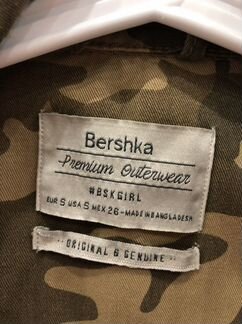 Bershka
Premium Outerwear
#BSKGIRL
EUR S USA S MEX 26-MADE IN BANGLADESH
·· ORIGINAL & GENUINE ··